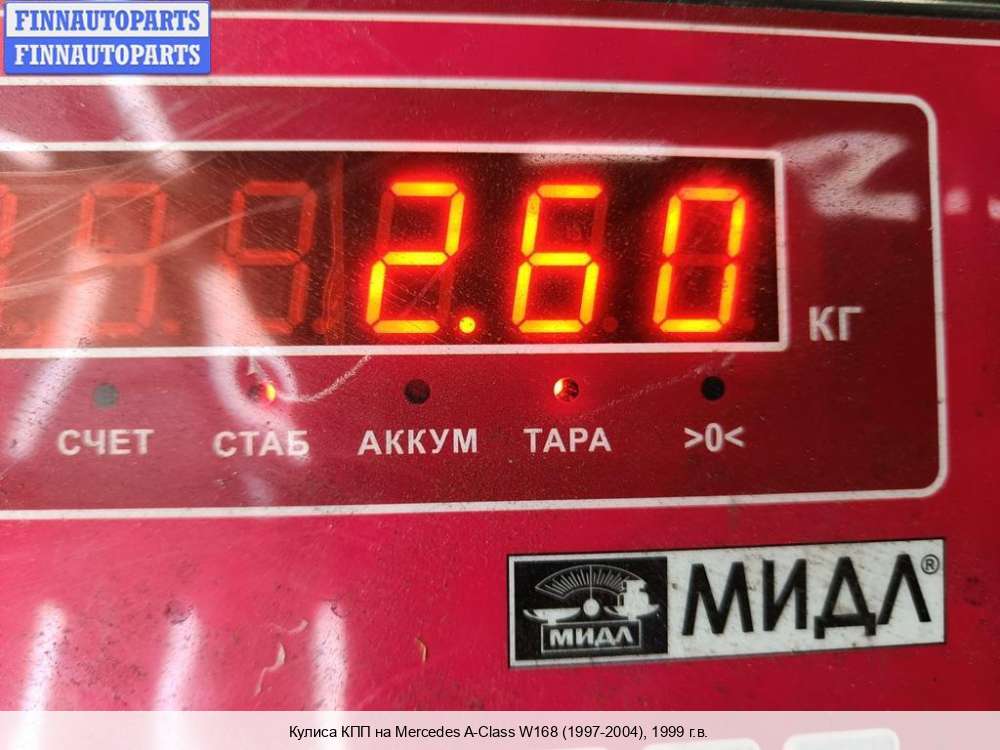 FINNAUTOPARTS
FINNAUTOPARTS
2.60
КГ
СЧЕТ СТАБ АККУМ ТАРА >0<
МИДЛ МИДЛ®
Кулиса КПП на Mercedes A-Class W168 (1997-2004), 1999 г.в.